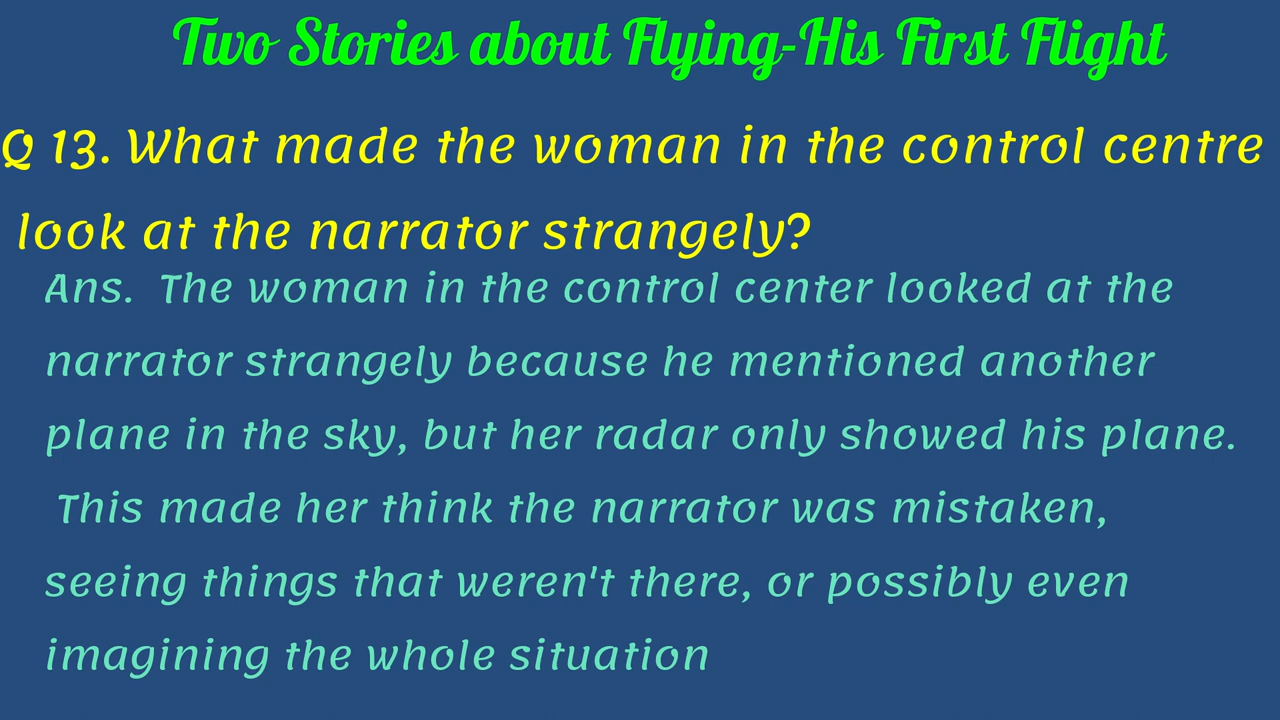 Two Stories about Flying-His First Flight
Q 13. What made the woman in the control centre
look at the narrator strangely?
Ans. The woman in the control center looked at the
narrator strangely because he mentioned another
plane in the sky, but her radar only showed his plane.
This made her think the narrator was mistaken,
seeing things that weren't there, or possibly even
imagining the whole situation